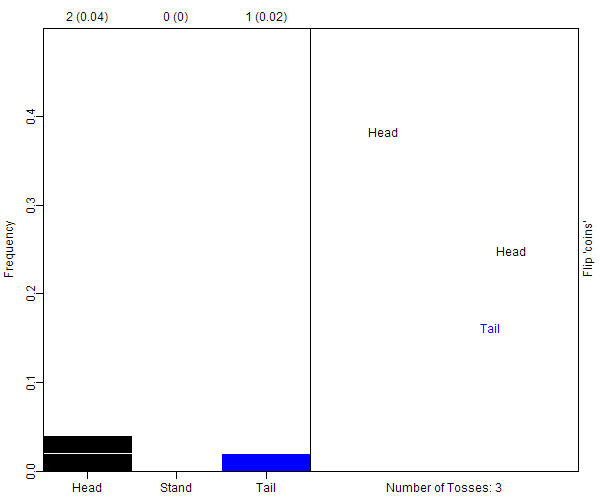 2 (0.04) 0 (0) 1 (0.02)
Frequency
0.4
0.3
0.2
0.1
0.0
Head Stand Tail
Head
Head
Tail
Number of Tosses: 3
Flip 'coins'